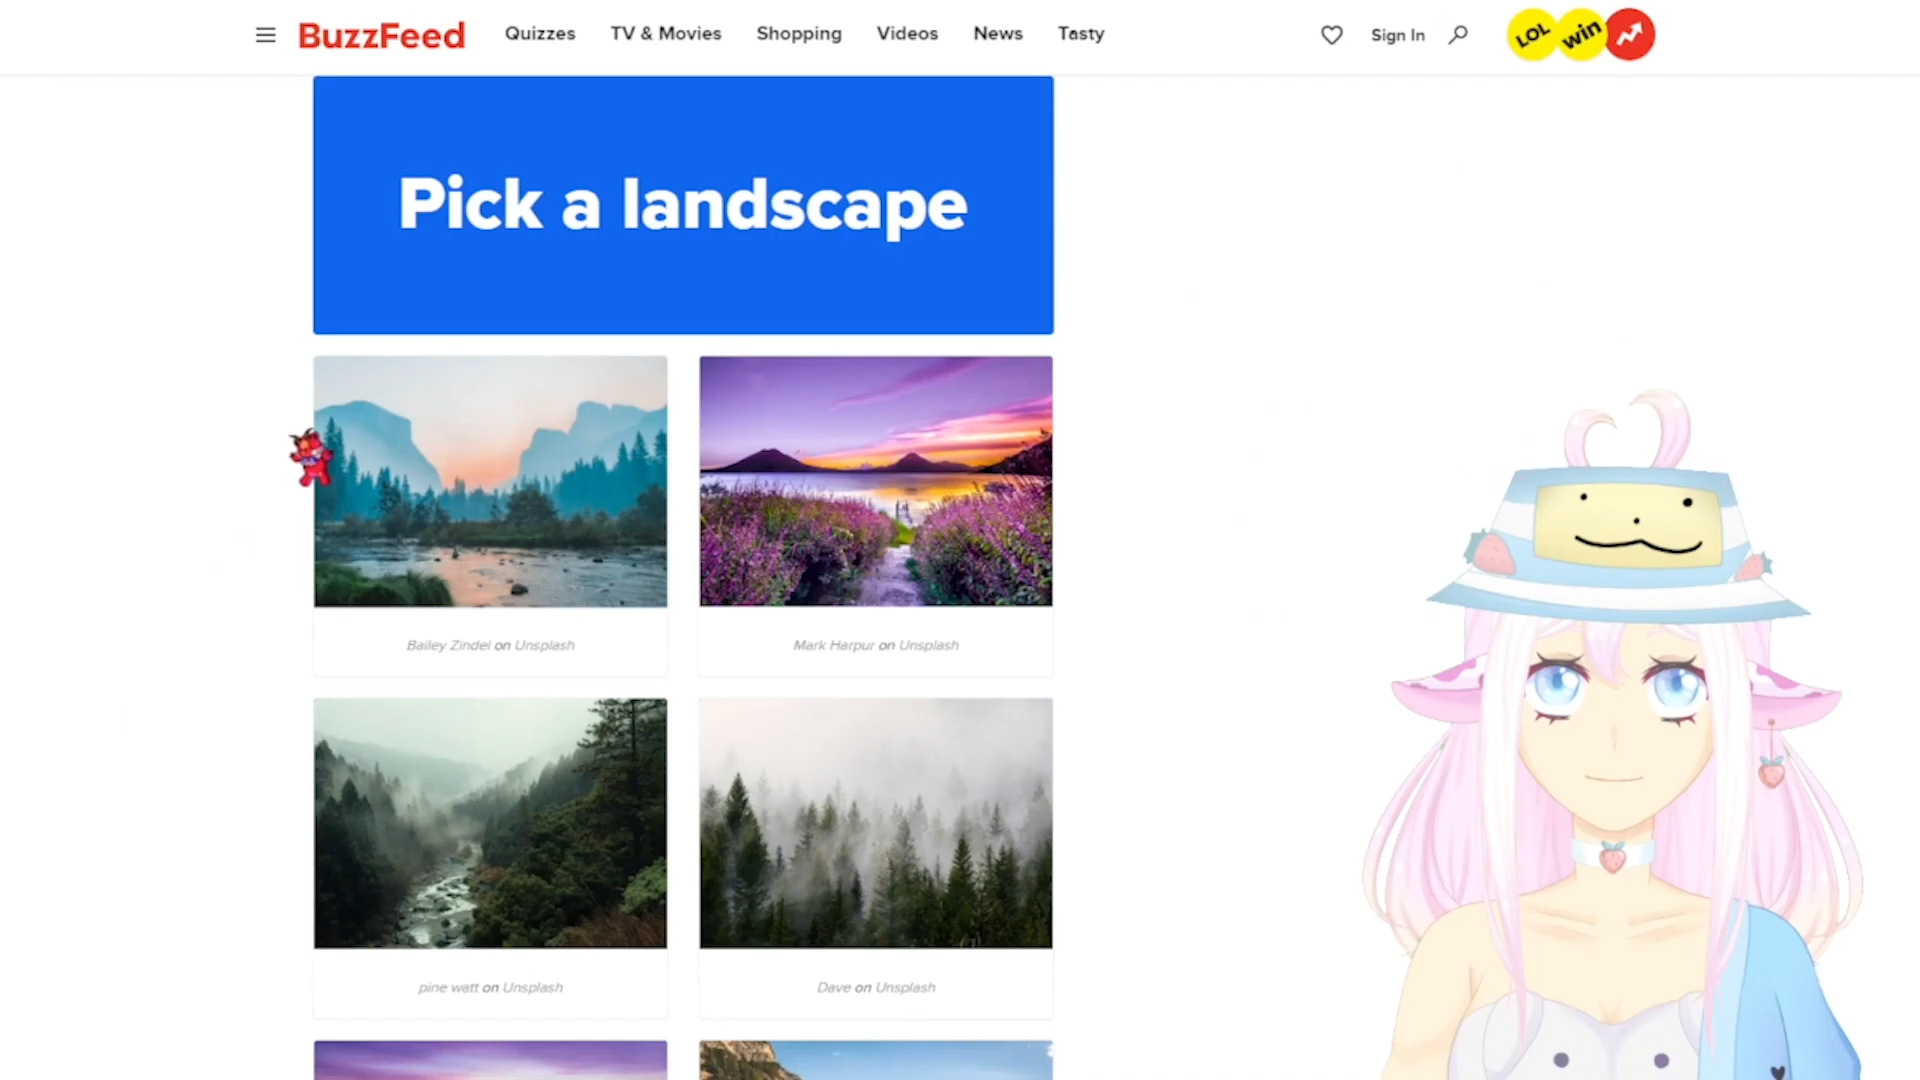 BuzzFeed
Quizzes
TV & Movies
Shopping
Videos
News
Tasty
Sign In
LOL
win
Pick a landscape
Bailey Zindel on Unsplash
Mark Harpur on Unsplash
pine watt on Unsplash
Dave on Unsplash